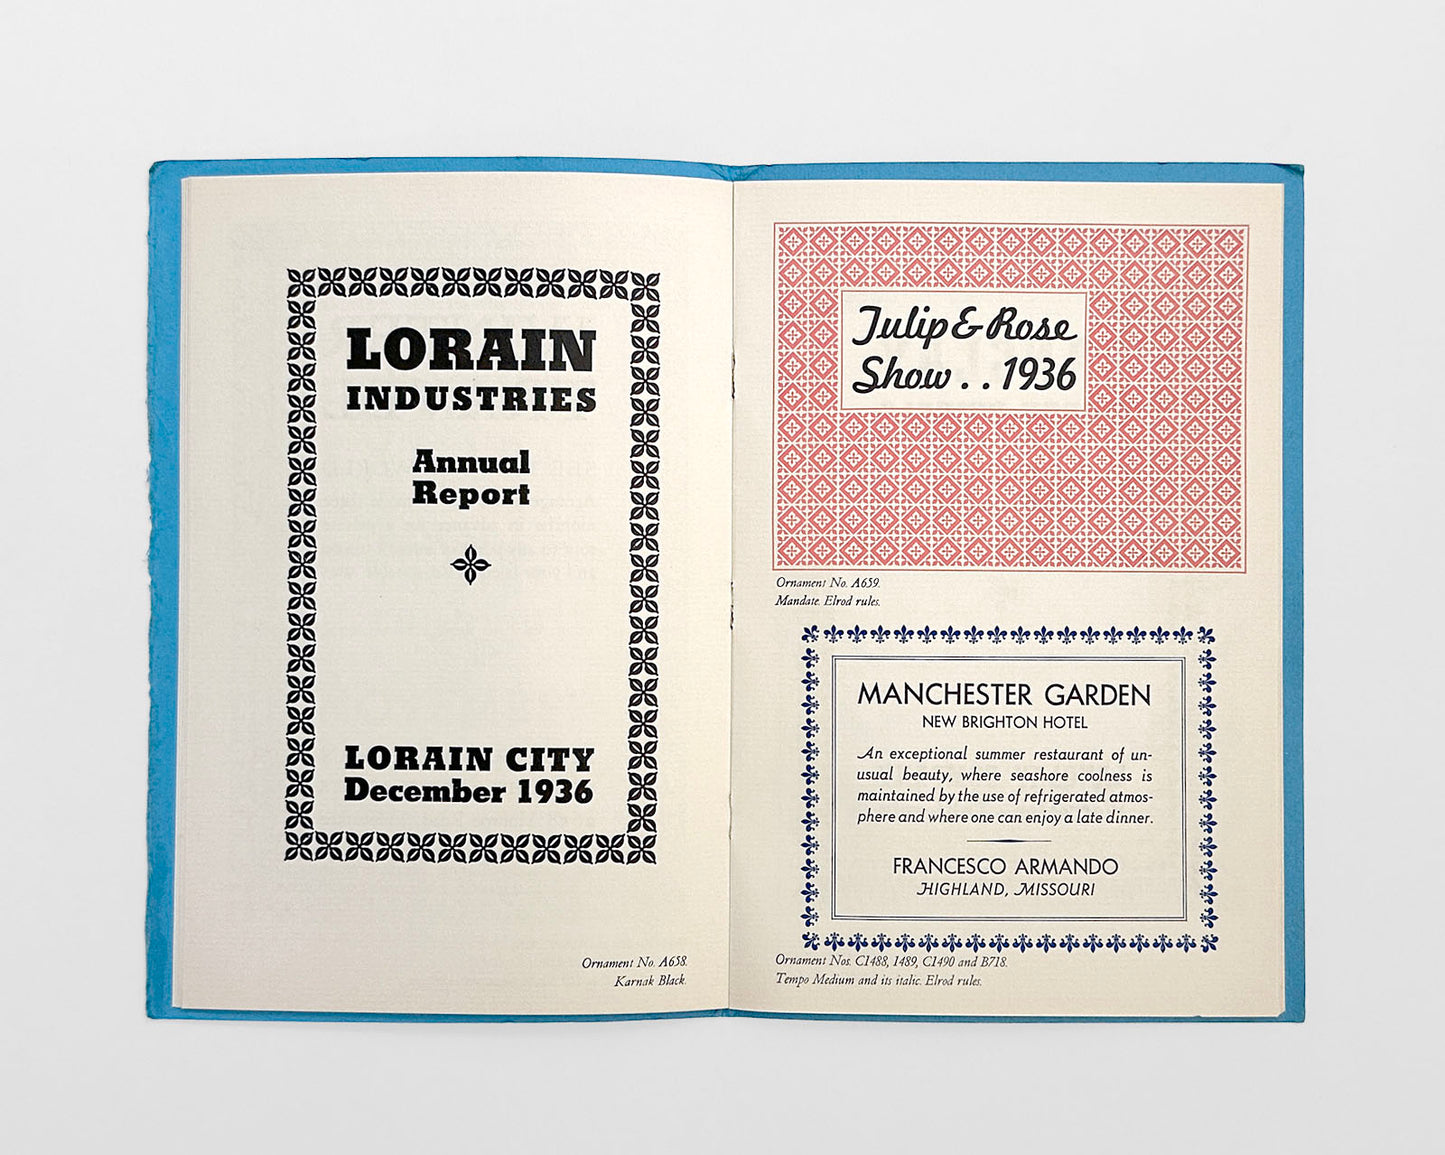 LORAIN
INDUSTRIES
Annual
Report
LORAIN CITY
December 1936
Ornament No. A658.
Karnak Black.
Tulip & Rose
Show . . 1936
Ornament No. A659.
Mandate. Elrod rules.
MANCHESTER GARDEN
NEW BRIGHTON HOTEL
An exceptional summer restaurant of un-
usual beauty, where seashore coolness is
maintained by the use of refrigerated atmos-
phere and where one can enjoy a late dinner.
FRANCESCO ARMANDO
HIGHLAND, MISSOURI
Ornament Nos. C1488, 1489, C1490 and B718.
Tempo Medium and its italic. Elrod rules.